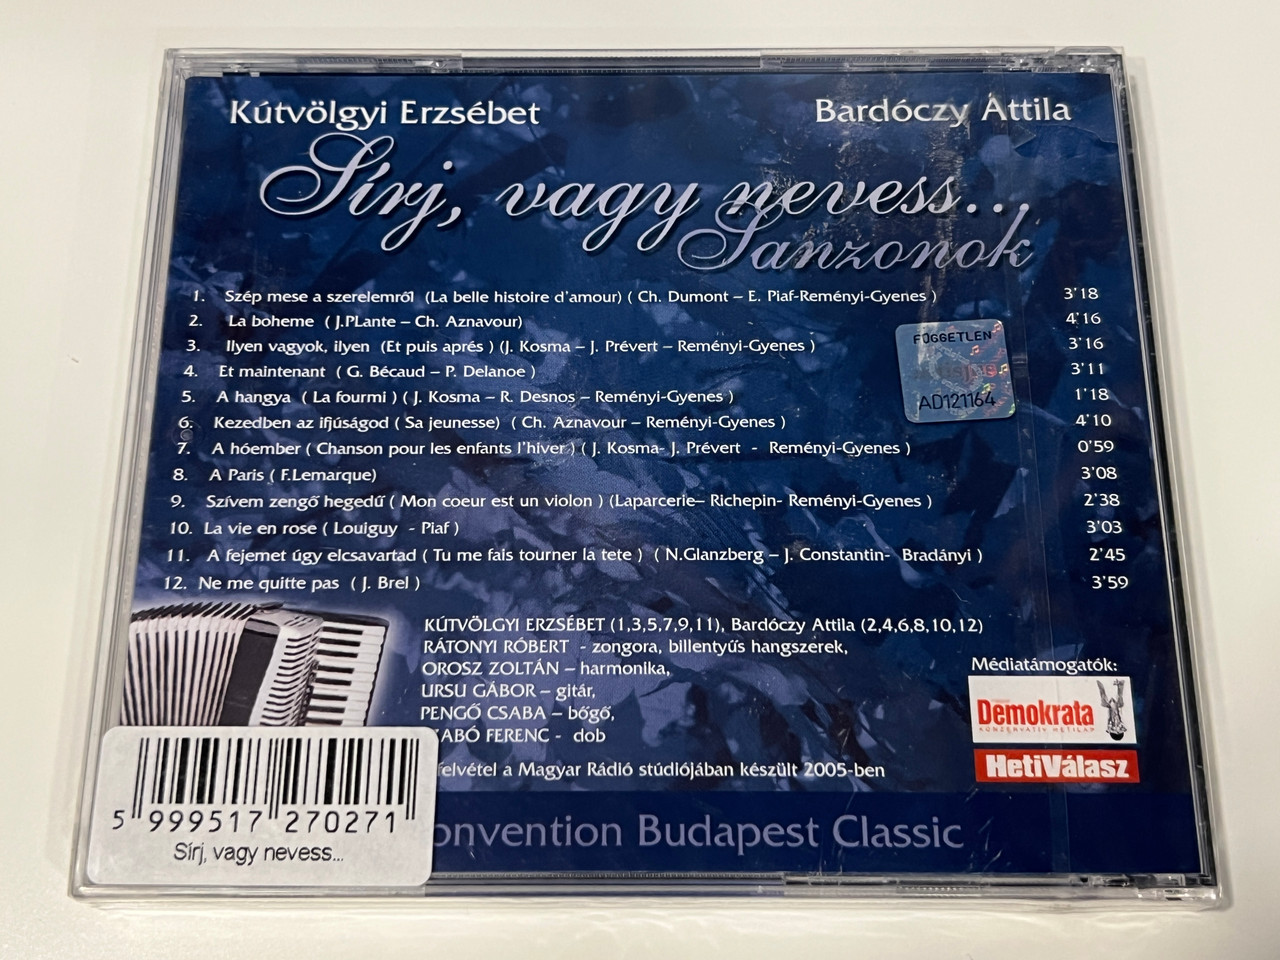 Kútvölgyi Erzsébet Bardóczy Attila
Sírj, vagy nevess...
Sanzonok
1. Szép mese a szerelemről (La belle histoire d'amour) ( Ch. Dumont – E. Piaf-Reményi-Gyenes ) 3'18
2. La boheme ( J.PLante – Ch. Aznavour) 4'16
3. Ilyen vagyok, ilyen (Et puis aprés ) (J. Kosma – J. Prévert – Reményi-Gyenes ) 3'16
4. Et maintenant ( G. Bécaud – P. Delanoe ) 3'11
5. A hangya ( La fourmi ) ( J. Kosma – R. Desnos – Reményi-Gyenes ) 1'18
6. Kezedben az ifjúságod ( Sa jeunesse) ( Ch. Aznavour – Reményi-Gyenes ) 4'10
7. A hóember ( Chanson pour les enfants l'hiver ) ( J. Kosma- J. Prévert - Reményi-Gyenes ) 0'59
8. A Paris ( F.Lemarque) 3'08
9. Szívem zengő hegedű ( Mon coeur est un violon ) (Laparcerie– Richepin- Reményi-Gyenes ) 2'38
10. La vie en rose ( Louiguy - Piaf ) 3'03
11. A fejemet úgy elcsavartad ( Tu me fais tourner la tete ) ( N.Glanzberg – J. Constantin- Bradányi ) 2'45
12. Ne me quitte pas ( J. Brel ) 3'59
FÜGGETLEN
AD121164
KÚTVÖLGYI ERZSÉBET (1,3,5,7,9,11), Bardóczy Attila (2,4,6,8,10,12)
RÁTONYI RÓBERT - zongora, billentyűs hangszerek,
OROSZ ZOLTÁN – harmonika,
URSU GÁBOR – gitár,
PENGŐ CSABA – bőgő,
ZABÓ FERENC - dob
felvétel a Magyar Rádió stúdiójában készült 2005-ben
Médiatámogatók:
Demokrata
KONZERVATÍV HETILAP
HetiVálasz
onvention Budapest Classic
5 999517 270271
Sírj, vagy nevess...